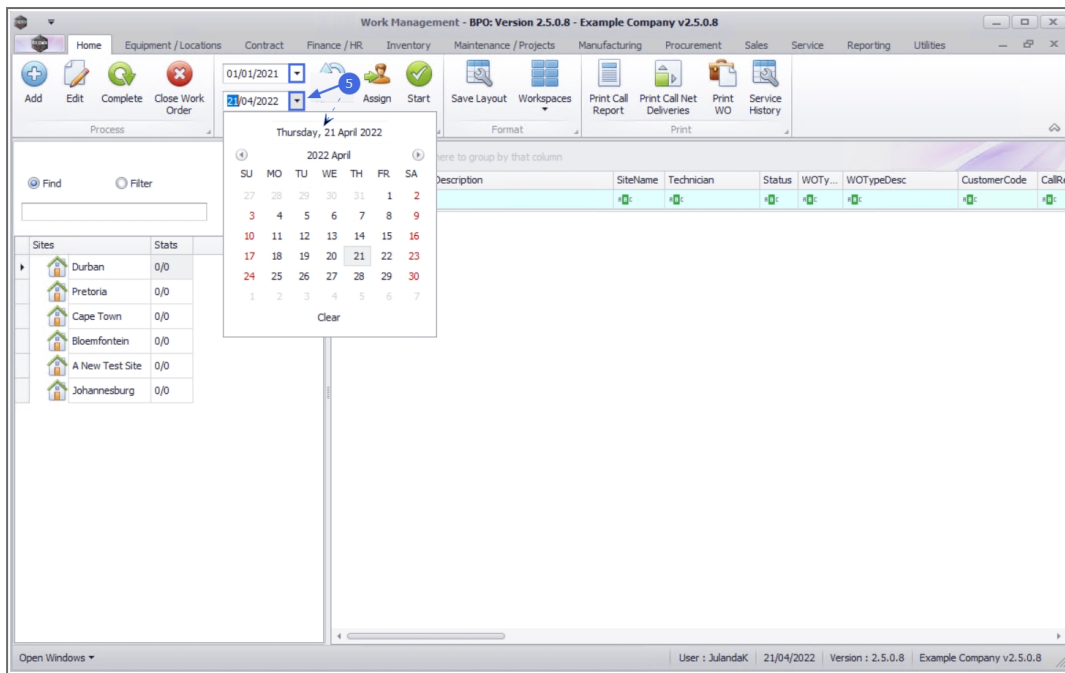 Work Management - BPO: Version 2.5.0.8 - Example Company v2.5.0.8
Home Equipment / Locations Contract Finance / HR Inventory Maintenance / Projects Manufacturing Procurement Sales Service Reporting Utilities
01/01/2021
5
21/04/2022
Add Edit Complete Close Work Order Assign Start Save Layout Workspaces Print Call Report Print Call Net Deliveries Print WO Service History
Process Format Print
Thursday, 21 April 2022
2022 April
SU MO TU WE TH FR SA
27 28 29 30 31 1 2
3 4 5 6 7 8 9
10 11 12 13 14 15 16
17 18 19 20 21 22 23
24 25 26 27 28 29 30
1 2 3 4 5 6 7
Clear
here to group by that column
Description SiteName Technician Status WOTy... WOTypeDesc CustomerCode CallRe
Find Filter
Sites Stats
Durban 0/0
Pretoria 0/0
Cape Town 0/0
Bloemfontein 0/0
A New Test Site 0/0
Johannesburg 0/0
Open Windows User : JulandaK 21/04/2022 Version : 2.5.0.8 Example Company v2.5.0.8